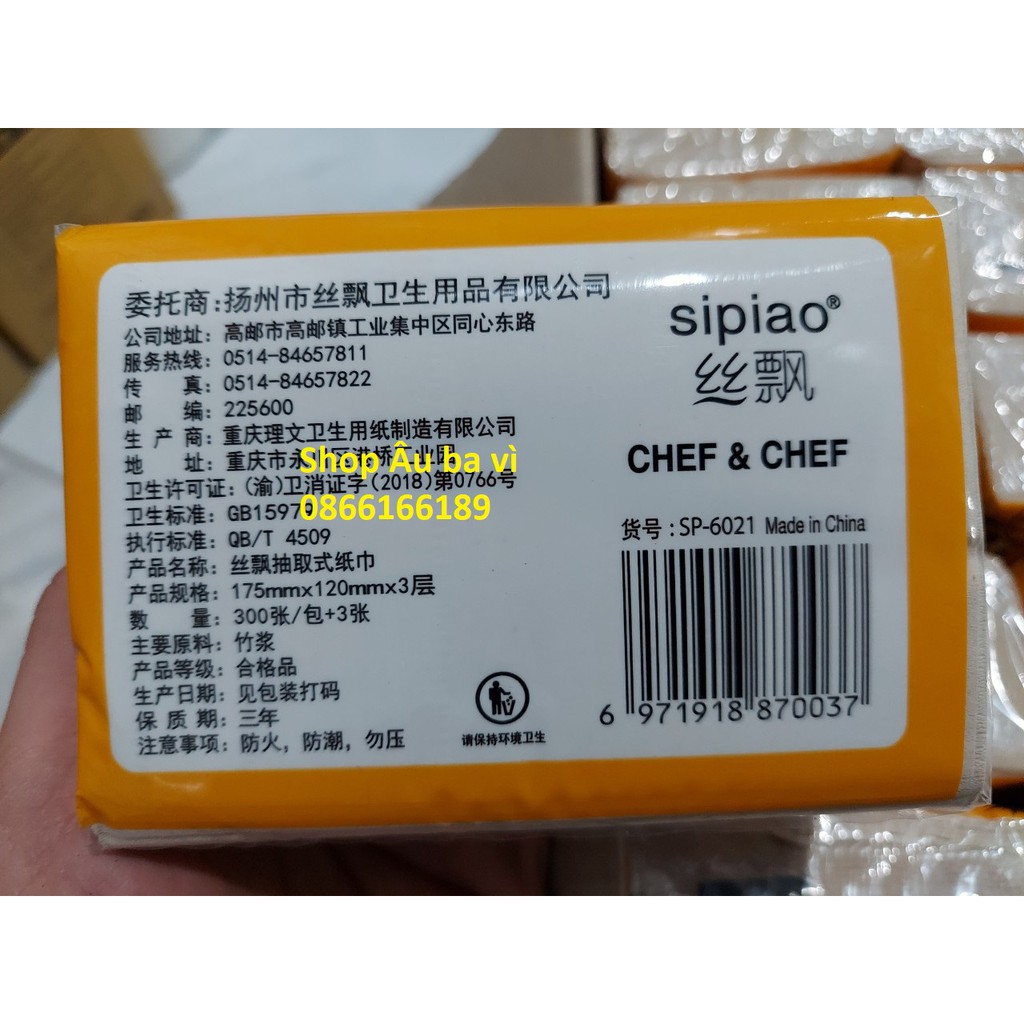 委托商:扬州市丝飘卫生用品有限公司
公司地址: 高邮市高邮镇工业集中区同心东路
服务热线: 0514-84657811
传 真: 0514-84657822
邮 编: 225600
生 产 商: 重庆理文卫生用纸制造有限公司
地 址: 重庆市永 区港桥工业园
Shop Âu ba vì
卫生许可证: (渝)卫消证字(2018)第0766号
0866166189
卫生标准: GB15979
执行标准: QB/T 4509
产品名称: 丝飘抽取式纸巾
产品规格: 175mmx120mmx3层
数 量: 300张/包+3张
主要原料: 竹浆
产品等级: 合格品
生产日期: 见包装打码
保 质 期: 三年
注意事项: 防火, 防潮, 勿压
请保持环境卫生
sipiao®
丝飘
CHEF & CHEF
货号 : SP-6021 Made in China
6 971918 870037